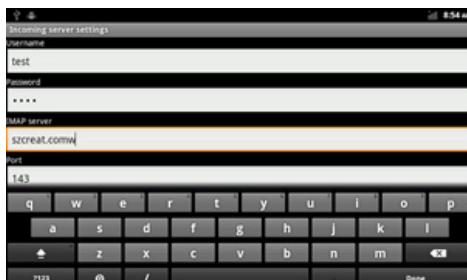 8:54 a
Incoming server settings
Username
test
Password
••••
IMAP server
szcreat.comw
Port
143
q w e r t y u i o p
a s d f g h j k l
z x c v b n m
?123 @ / Done